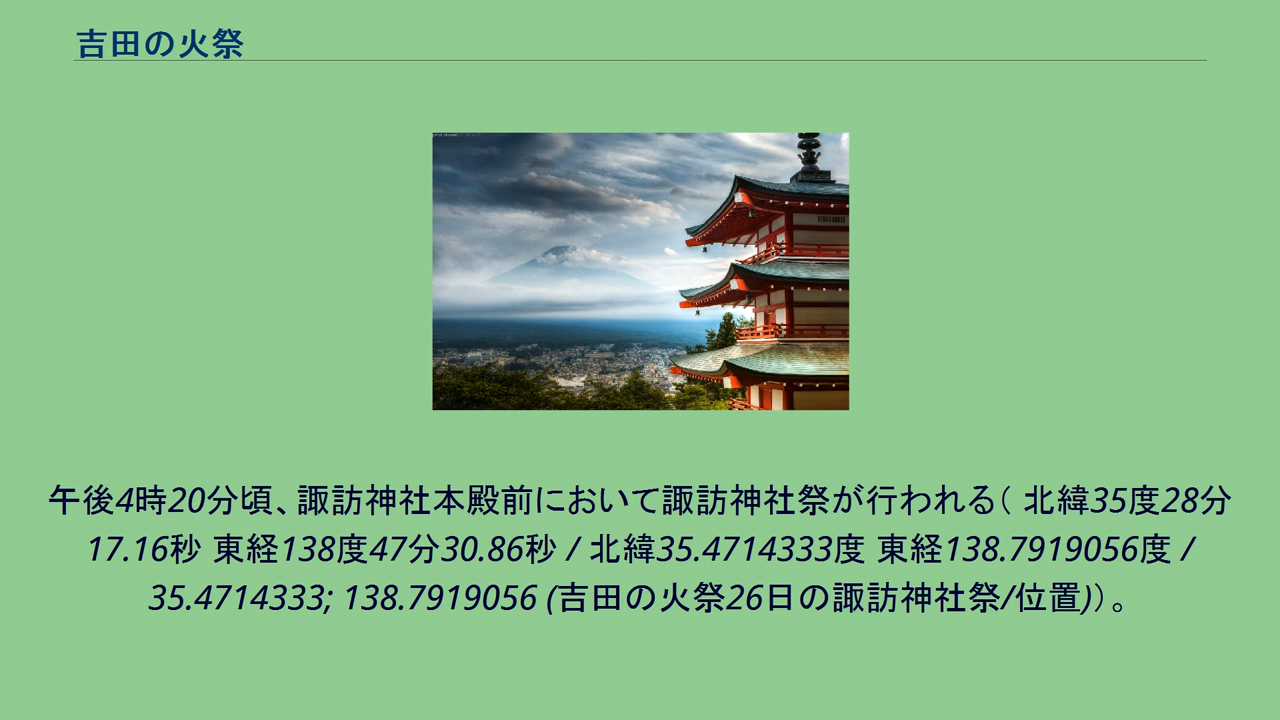 吉田の火祭
午後4時20分頃、諏訪神社本殿前において諏訪神社祭が行われる（ 北緯35度28分
17.16秒 東経138度47分30.86秒 / 北緯35.4714333度 東経138.7919056度 /
35.4714333; 138.7919056 (吉田の火祭26日の諏訪神社祭/位置)）。